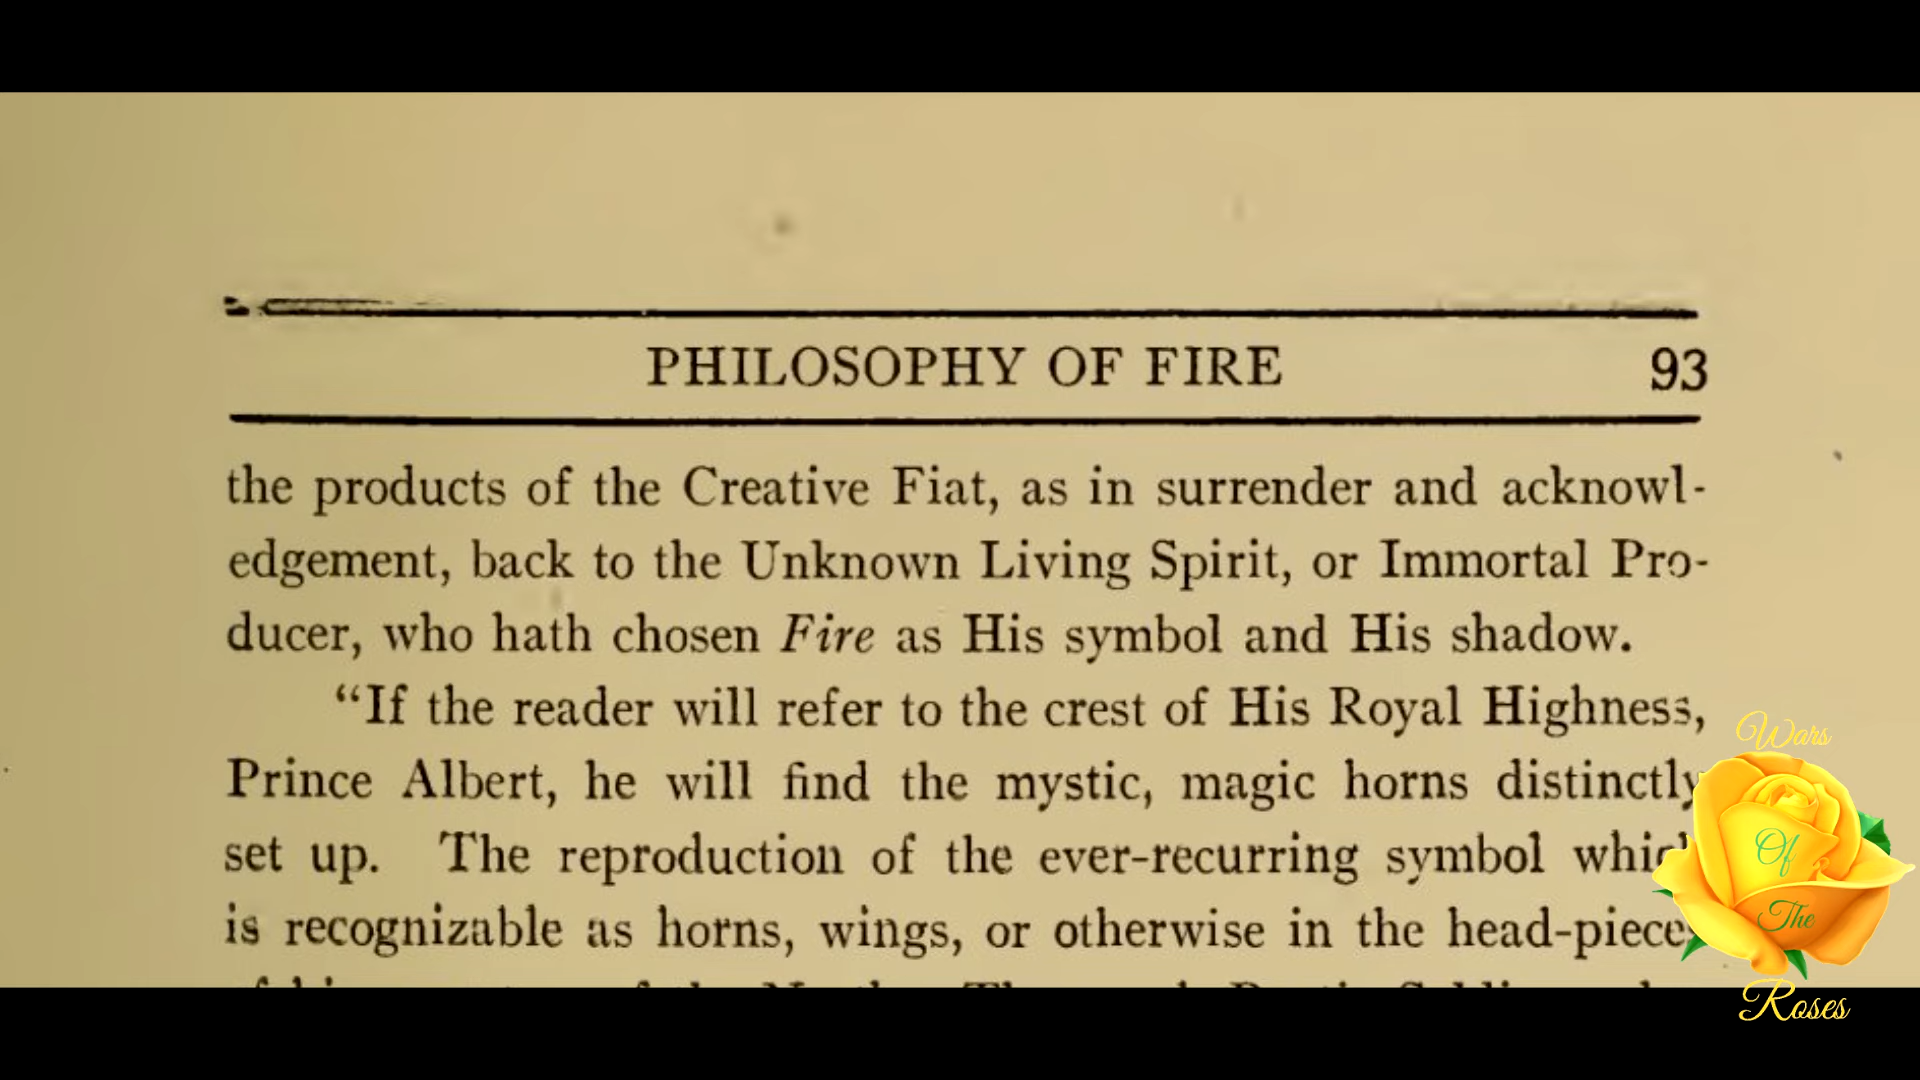 PHILOSOPHY OF FIRE 93
the products of the Creative Fiat, as in surrender and acknowl-
edgement, back to the Unknown Living Spirit, or Immortal Pro-
ducer, who hath chosen Fire as His symbol and His shadow.
“If the reader will refer to the crest of His Royal Highness,
Prince Albert, he will find the mystic, magic horns distinctly
set up. The reproduction of the ever-recurring symbol which
is recognizable as horns, wings, or otherwise in the head-pieces
Wars
Of
The
Roses